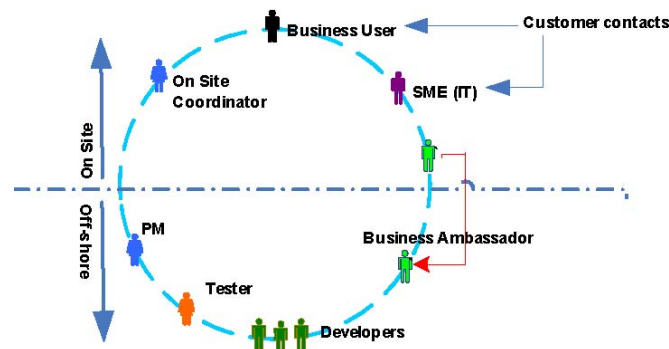 Business User
Customer contacts
On Site
Coordinator
SME (IT)
On Site
Off-shore
PM
Business Ambassador
Tester
Developers